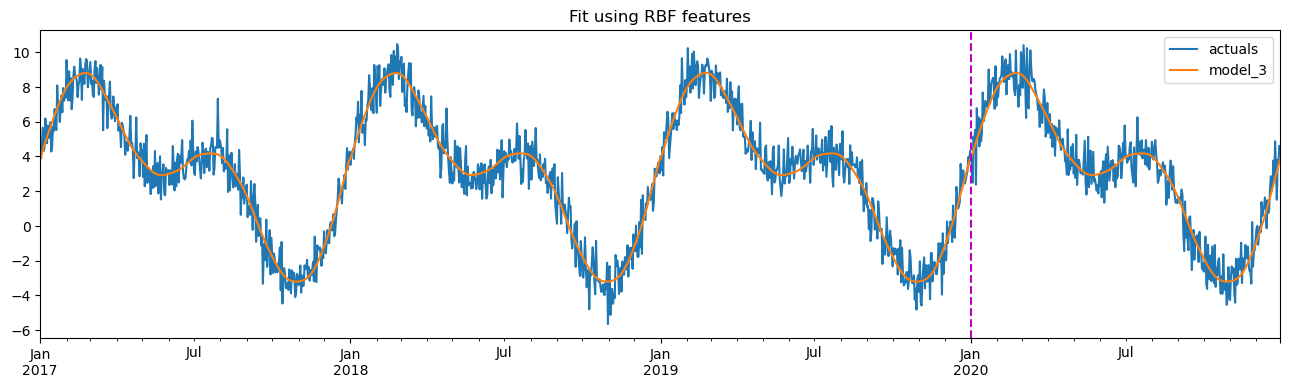 Fit using RBF features
actuals
model_3
10
8
6
4
2
0
−2
−4
−6
Jan Jul Jan Jul Jan Jul Jan Jul
2017 2018 2019 2020